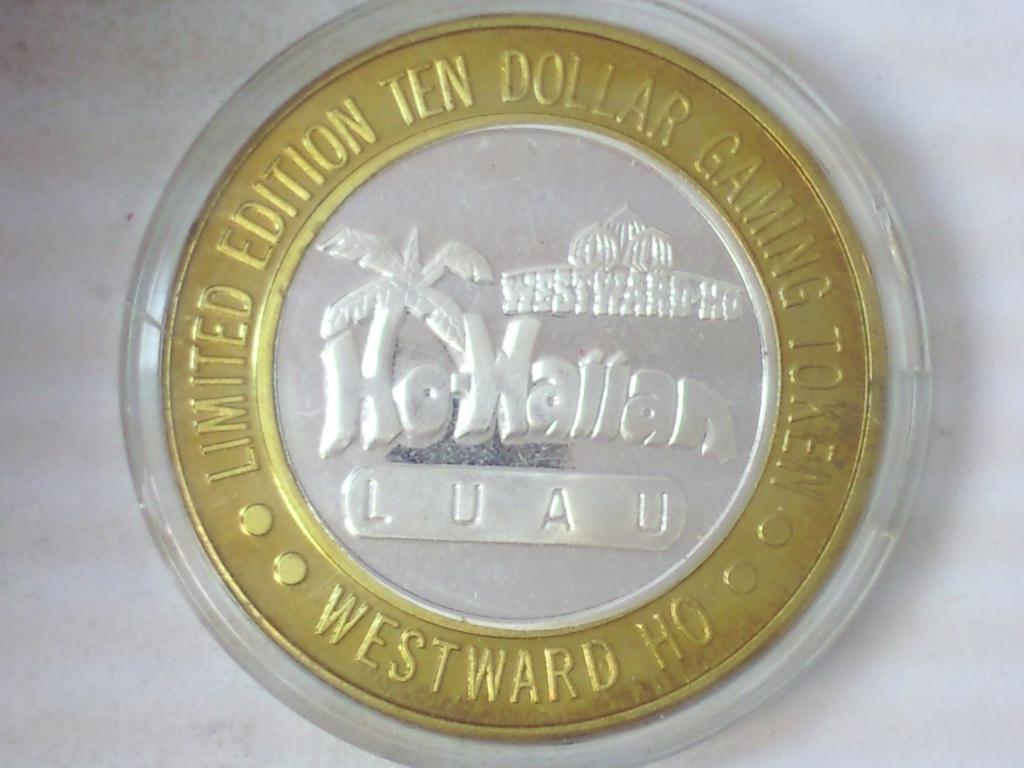 LIMITED EDITION TEN DOLLAR GAMING TOKEN
WESTWARD HO
Ho-Waiian
LUAU
WESTWARD HO